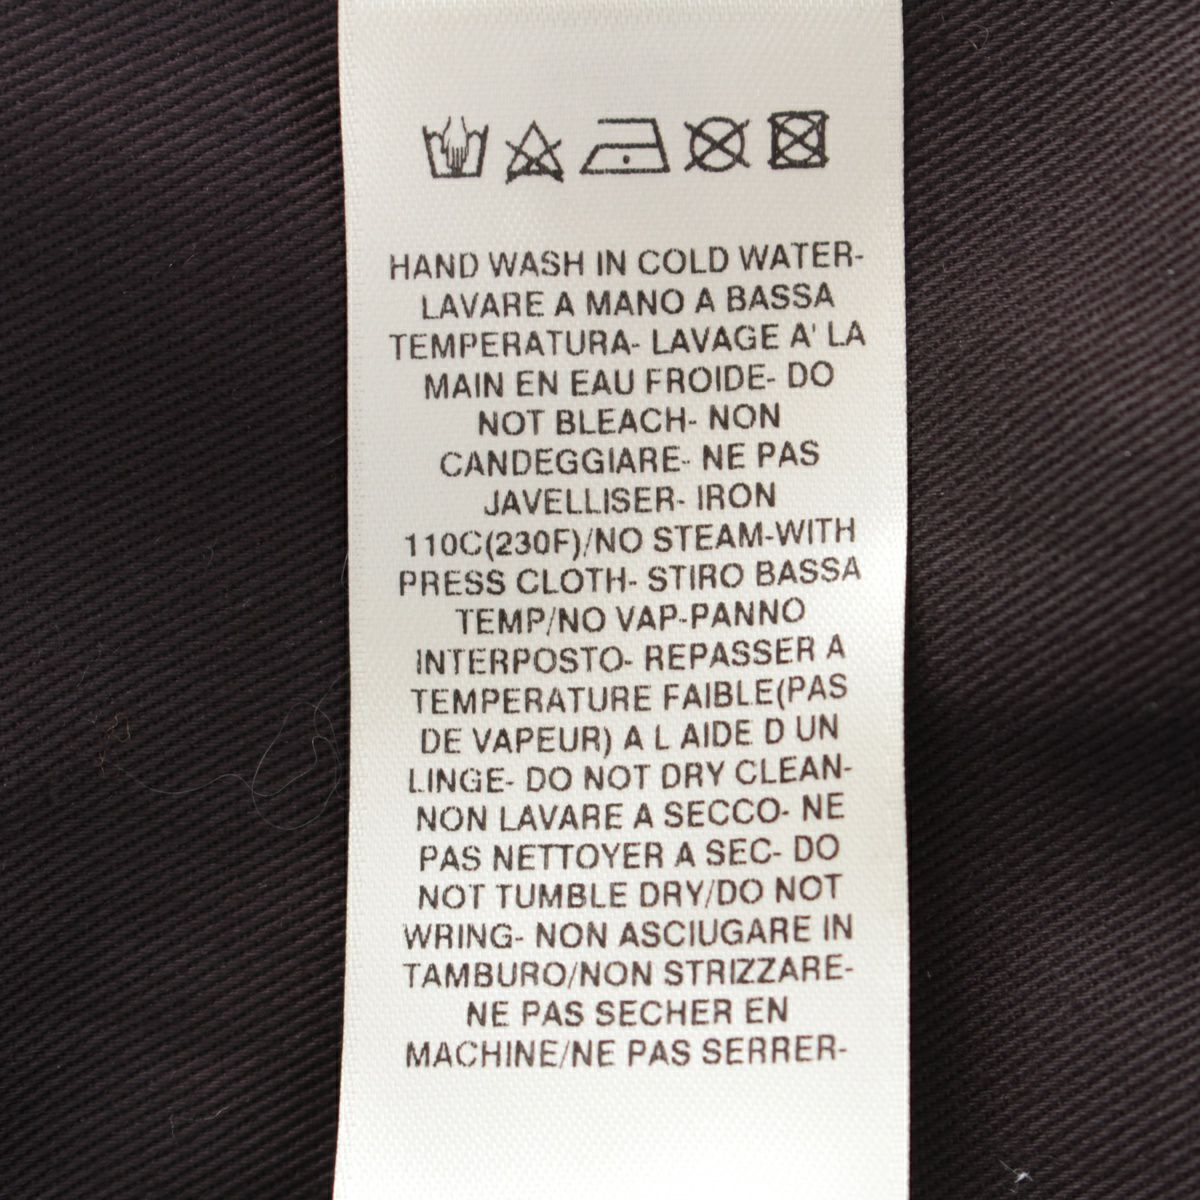 HAND WASH IN COLD WATER-
LAVARE A MANO A BASSA
TEMPERATURA- LAVAGE A' LA
MAIN EN EAU FROIDE- DO
NOT BLEACH- NON
CANDEGGIARE- NE PAS
JAVELLISER- IRON
110C(230F)/NO STEAM-WITH
PRESS CLOTH- STIRO BASSA
TEMP/NO VAP-PANNO
INTERPOSTO- REPASSER A
TEMPERATURE FAIBLE(PAS
DE VAPEUR) A L AIDE D UN
LINGE- DO NOT DRY CLEAN-
NON LAVARE A SECCO- NE
PAS NETTOYER A SEC- DO
NOT TUMBLE DRY/DO NOT
WRING- NON ASCIUGARE IN
TAMBURO/NON STRIZZARE-
NE PAS SECHER EN
MACHINE/NE PAS SERRER-